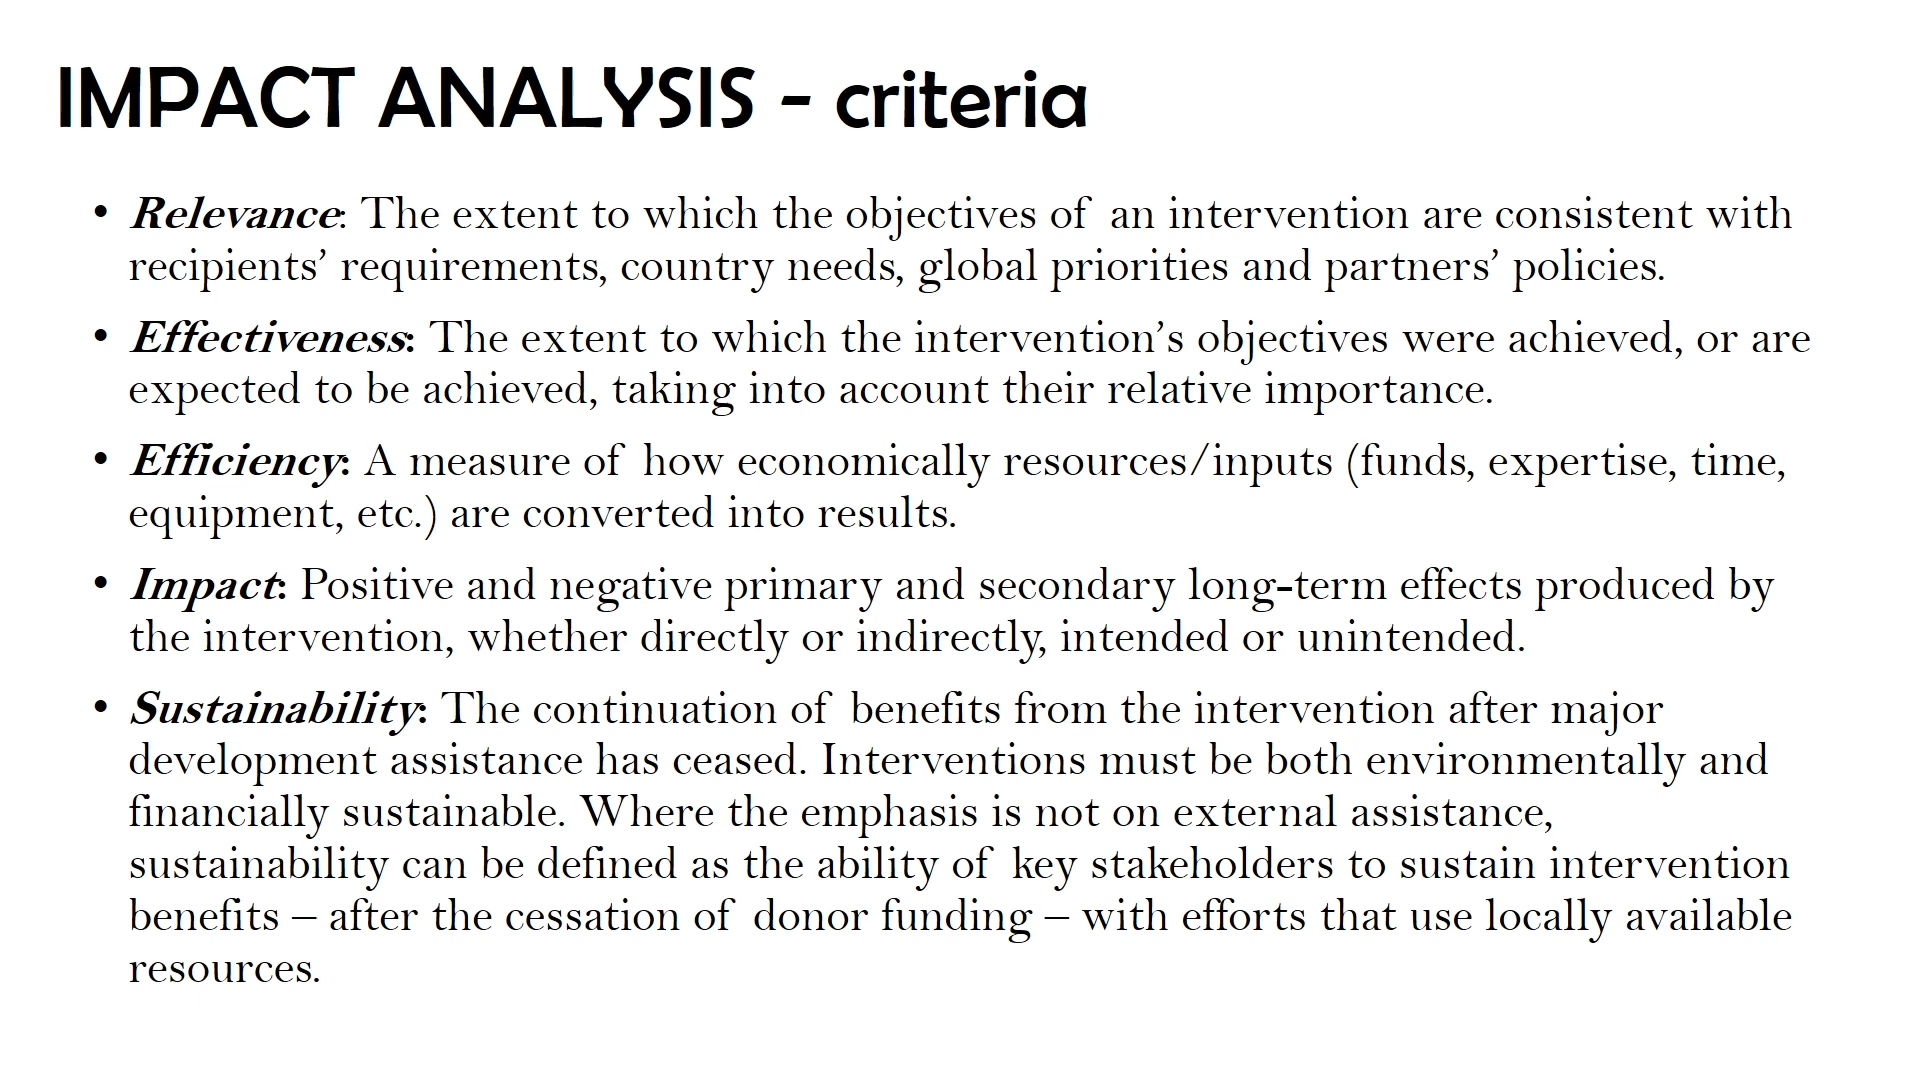 IMPACT ANALYSIS - criteria
• Relevance: The extent to which the objectives of an intervention are consistent with
recipients’ requirements, country needs, global priorities and partners’ policies.
• Effectiveness: The extent to which the intervention’s objectives were achieved, or are
expected to be achieved, taking into account their relative importance.
• Efficiency: A measure of how economically resources/inputs (funds, expertise, time,
equipment, etc.) are converted into results.
• Impact: Positive and negative primary and secondary long-term effects produced by
the intervention, whether directly or indirectly, intended or unintended.
• Sustainability: The continuation of benefits from the intervention after major
development assistance has ceased. Interventions must be both environmentally and
financially sustainable. Where the emphasis is not on external assistance,
sustainability can be defined as the ability of key stakeholders to sustain intervention
benefits – after the cessation of donor funding – with efforts that use locally available
resources.